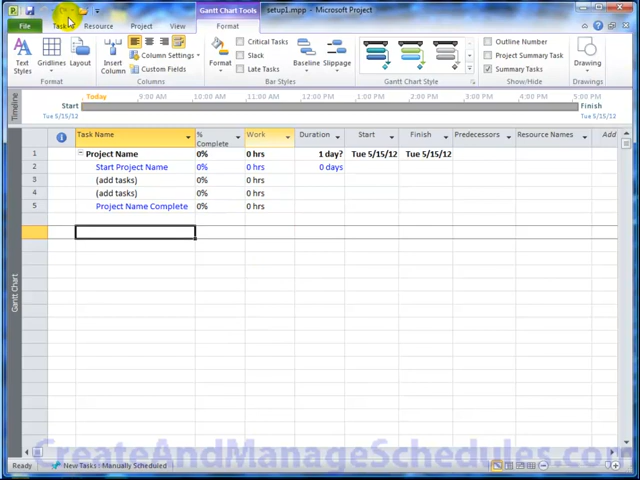 Gantt Chart Tools setup1.mpp - Microsoft Project
File Task Resource Project View Format
Text Styles Gridlines Layout
Format
Insert Column Column Settings Custom Fields
Columns
Format Critical Tasks Slack Late Tasks
Bar Styles
Baseline Slippage
Gantt Chart Style
Outline Number
Project Summary Task
Summary Tasks
Show/Hide
Drawing
Drawings
Timeline
Today 9:00 AM 10:00 AM 11:00 AM 12:00 PM 1:00 PM 2:00 PM 3:00 PM 4:00 PM 5:00 PM
Start
Tue 5/15/12
Finish
Tue 5/15/12
Task Name % Complete Work Duration Start Finish Predecessors Resource Names Add
1 Project Name 0% 0 hrs 1 day? Tue 5/15/12 Tue 5/15/12
2 Start Project Name 0% 0 hrs 0 days
3 (add tasks) 0% 0 hrs
4 (add tasks) 0% 0 hrs
5 Project Name Complete 0% 0 hrs
Gantt Chart
CreateAndManageSchedules.com
Ready New Tasks : Manually Scheduled